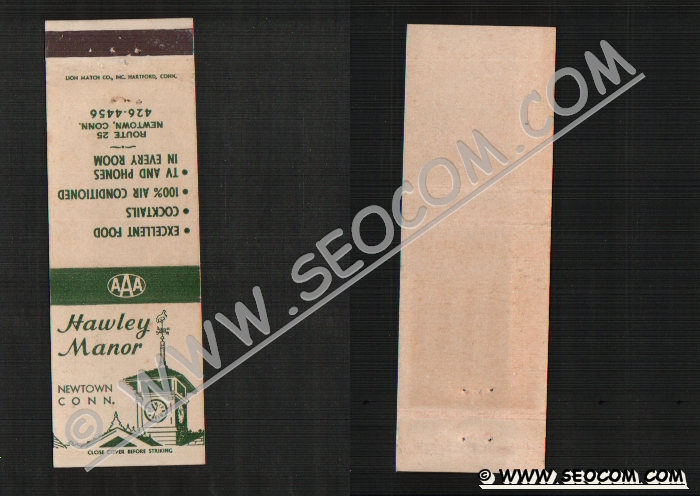 LION MATCH CO., INC. HARTFORD, CONN.
• EXCELLENT FOOD
• COCKTAILS
• 100% AIR CONDITIONED
• TV AND PHONES
IN EVERY ROOM
ROUTE 25
NEWTOWN, CONN.
426-4456
AAA
Hawley
Manor
NEWTOWN
CONN.
CLOSE COVER BEFORE STRIKING
© WWW.SEOCOM.COM
© WWW.SEOCOM.COM